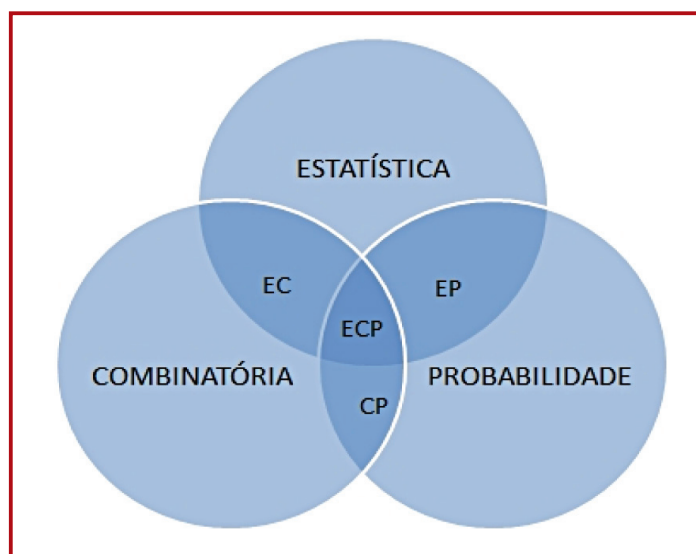 ESTATÍSTICA
EC
EP
ECP
COMBINATÓRIA
PROBABILIDADE
CP